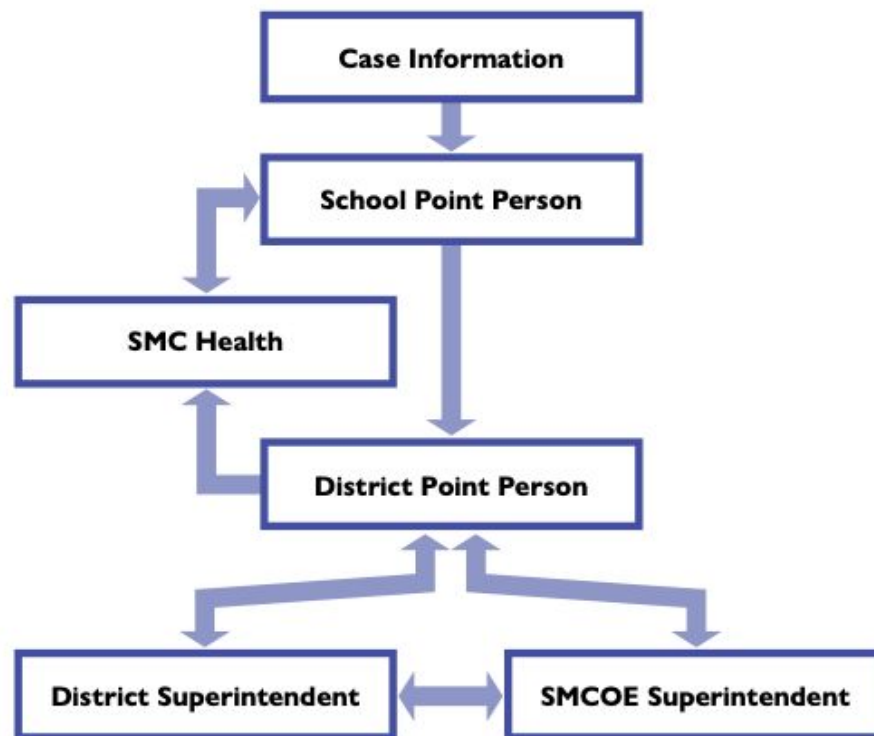 Case Information
School Point Person
SMC Health
District Point Person
District Superintendent
SMCOE Superintendent